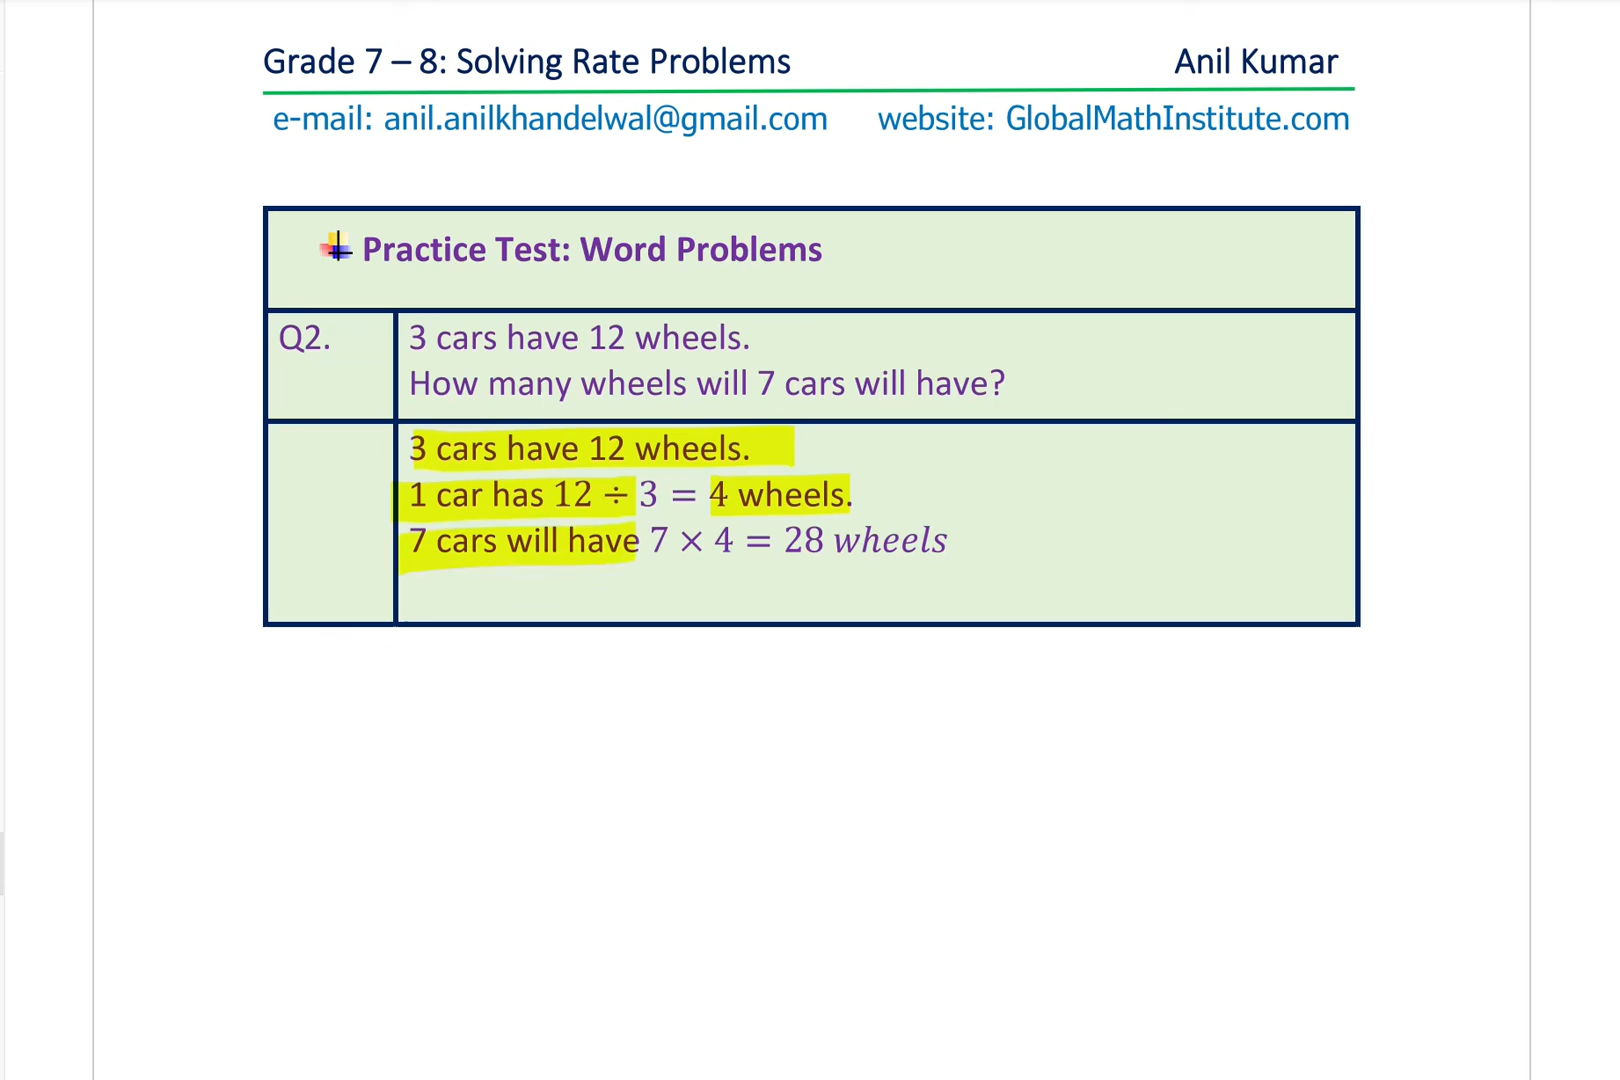 Grade 7 – 8: Solving Rate Problems Anil Kumar
e-mail: anil.anilkhandelwal@gmail.com website: GlobalMathInstitute.com
Practice Test: Word Problems
Q2. 3 cars have 12 wheels.
How many wheels will 7 cars will have?
3 cars have 12 wheels.
1 car has 12 ÷ 3 = 4 wheels.
7 cars will have 7 × 4 = 28 wheels